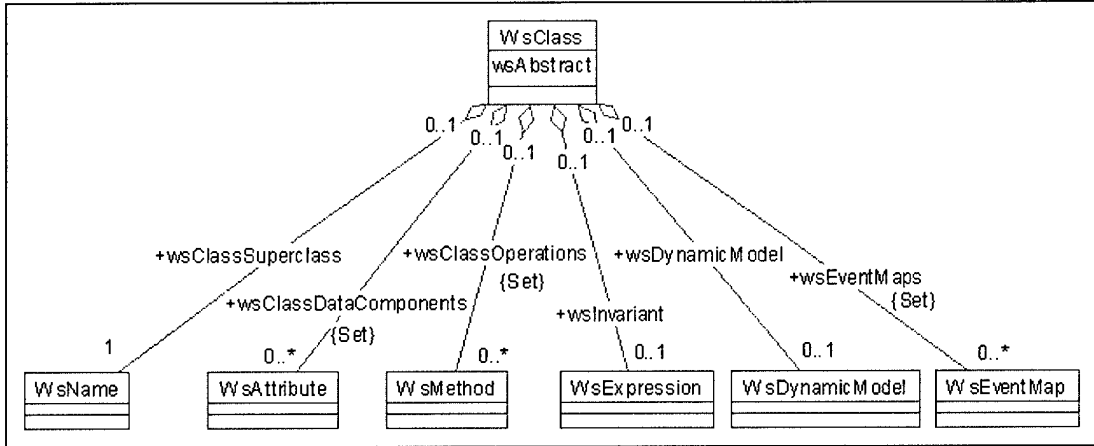 WsClass
wsAbstract
0..1
0..1
0..1
0..1
0..1
0..1
+wsClassSuperclass
+wsClassOperations
{Set}
+wsDynamicModel
+wsEventMaps
{Set}
+wsClassDataComponents
{Set}
+wsInvariant
1
0..*
0..*
0..1
0..1
0..*
WsName
WsAttribute
WsMethod
WsExpression
WsDynamicModel
WsEventMap